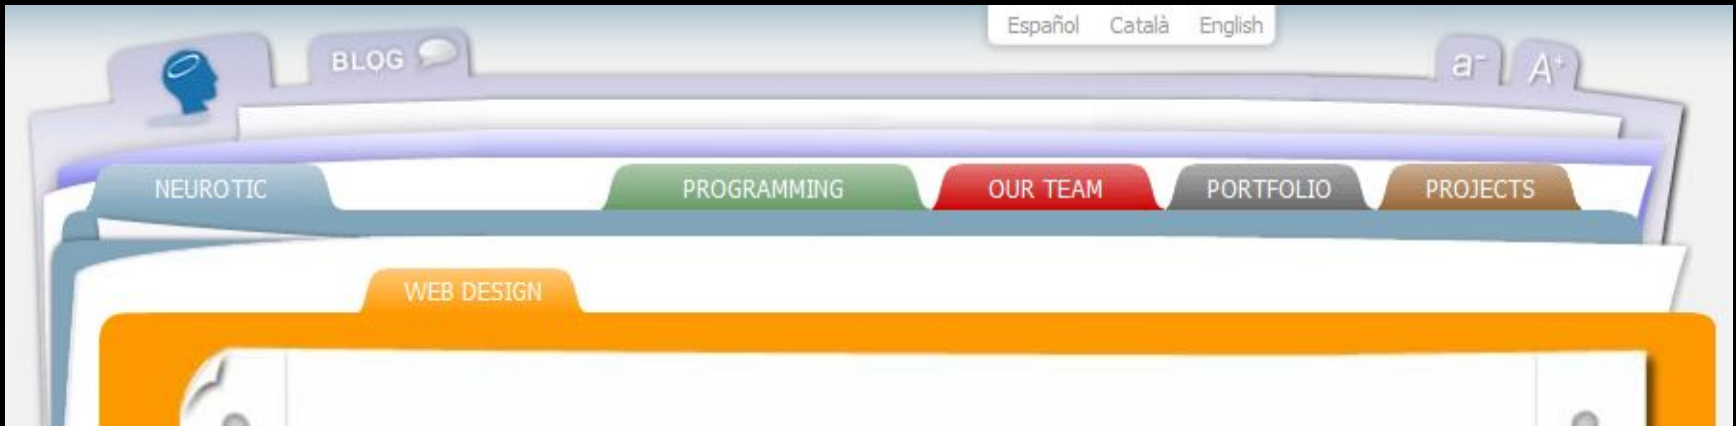 Español Català English
BLOG
a- A+
NEUROTIC PROGRAMMING OUR TEAM PORTFOLIO PROJECTS
WEB DESIGN